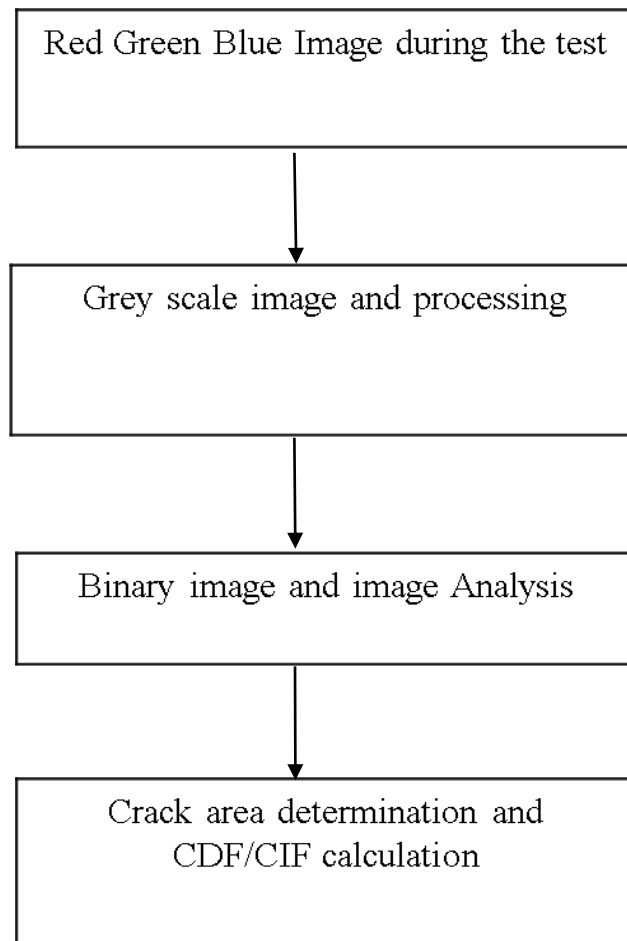 Red Green Blue Image during the test
Grey scale image and processing
Binary image and image Analysis
Crack area determination and
CDF/CIF calculation